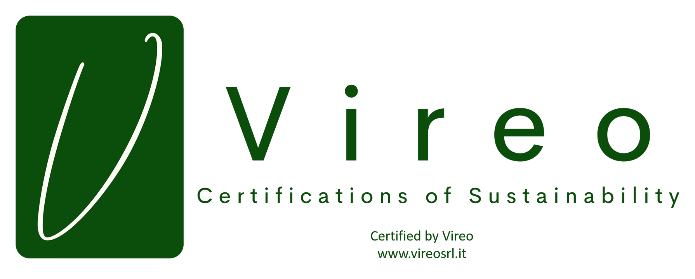 V
Vireo
Certifications of Sustainability
Certified by Vireo
www.vireosrl.it